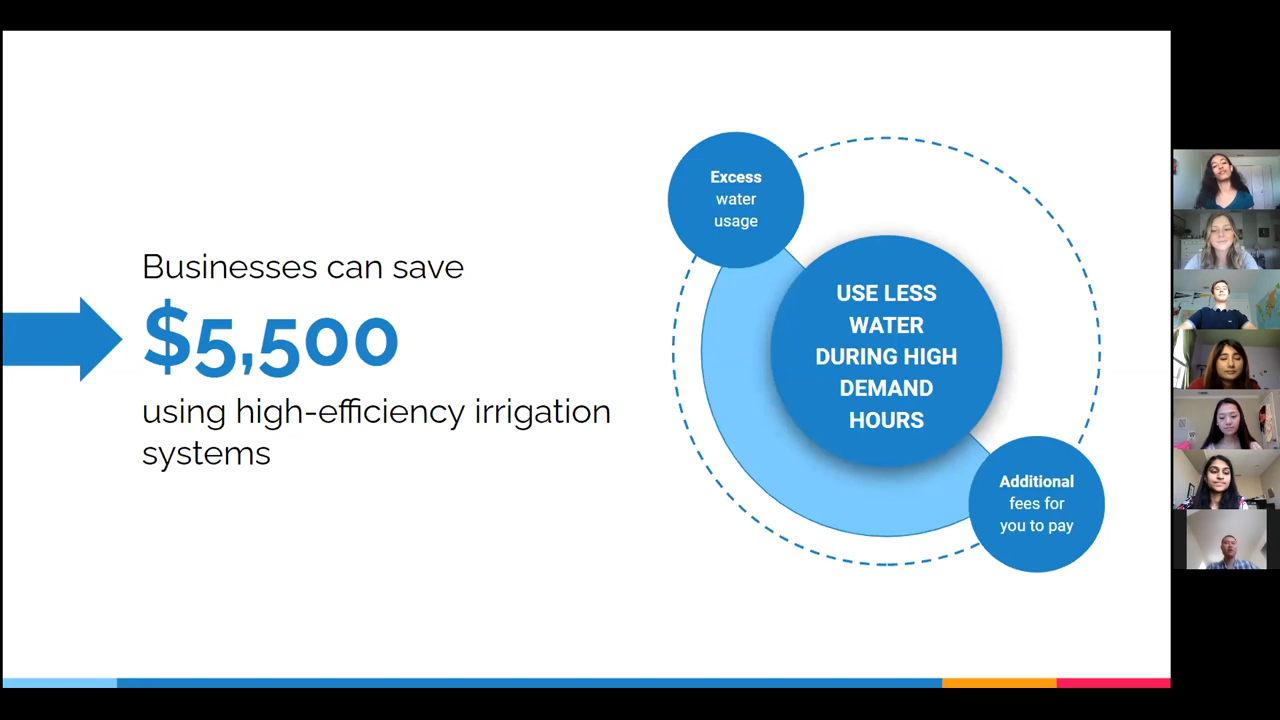 Businesses can save
$5,500
using high-efficiency irrigation
systems
Excess
water
usage
USE LESS
WATER
DURING HIGH
DEMAND
HOURS
Additional
fees for
you to pay